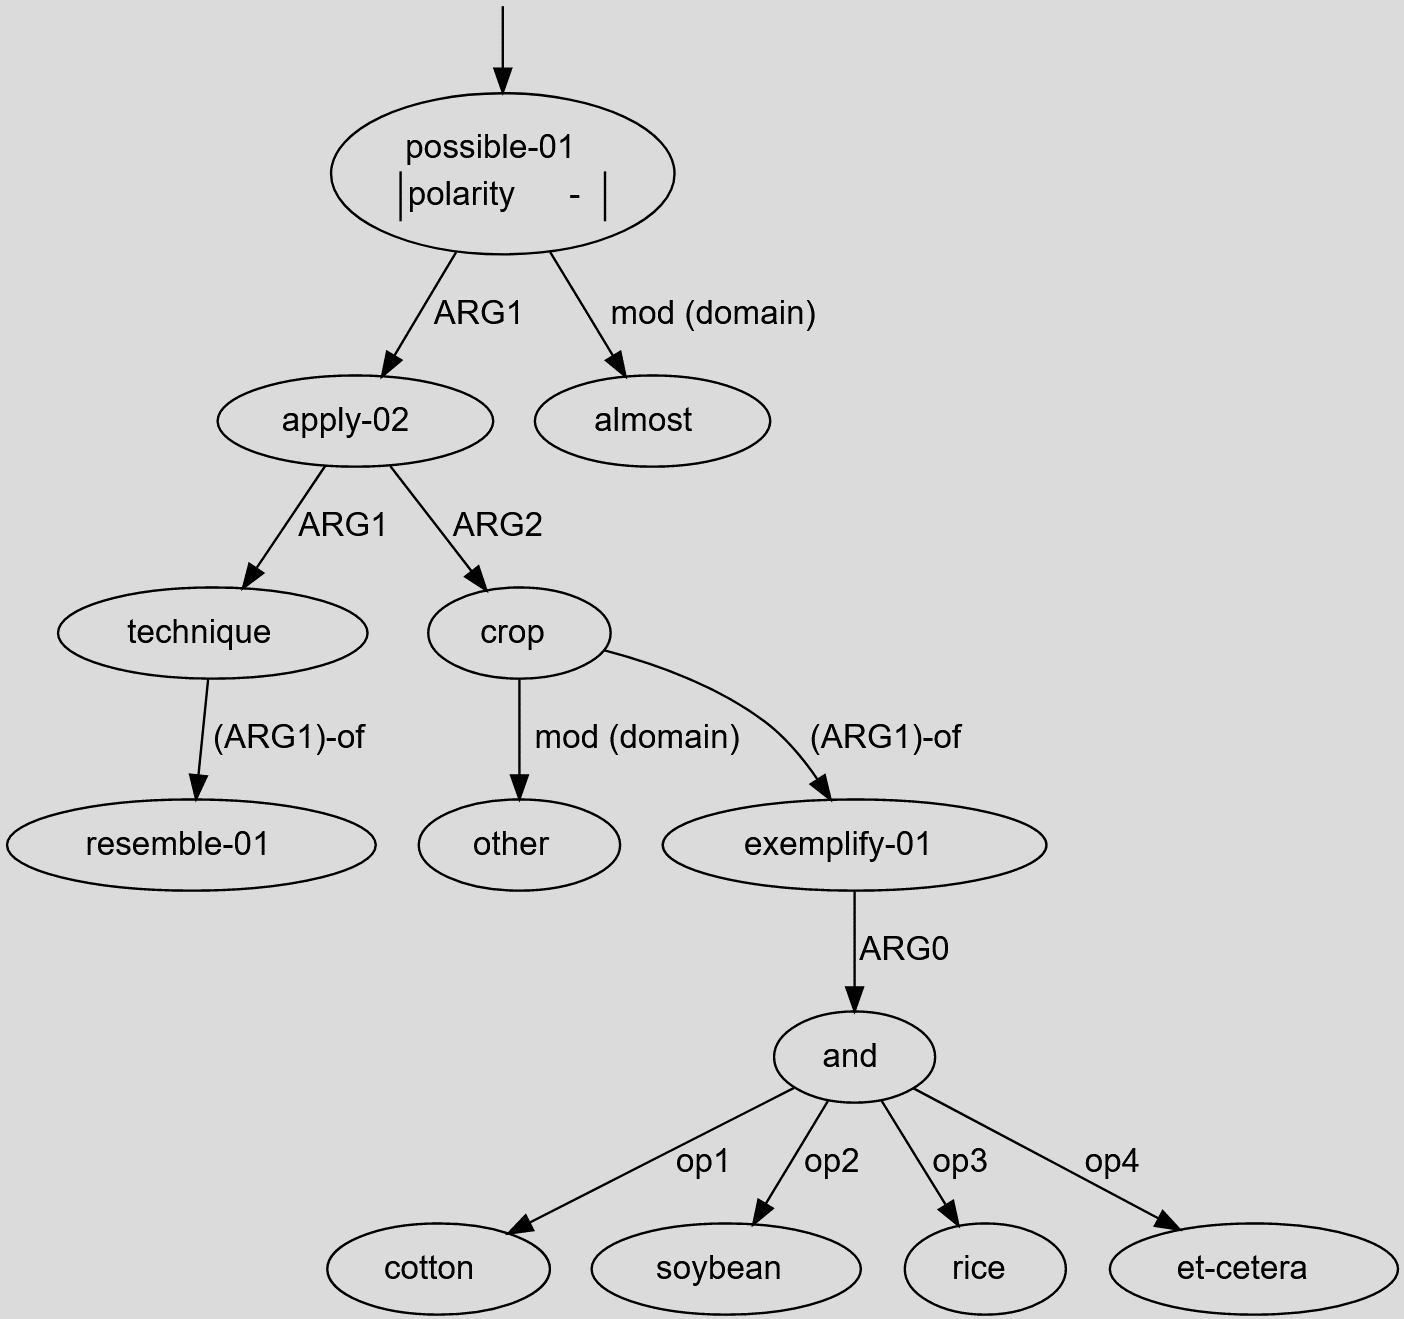 possible-01
polarity -
ARG1
mod (domain)
apply-02
almost
ARG1
ARG2
technique
crop
(ARG1)-of
mod (domain)
(ARG1)-of
resemble-01
other
exemplify-01
ARG0
and
op1
op2
op3
op4
cotton
soybean
rice
et-cetera